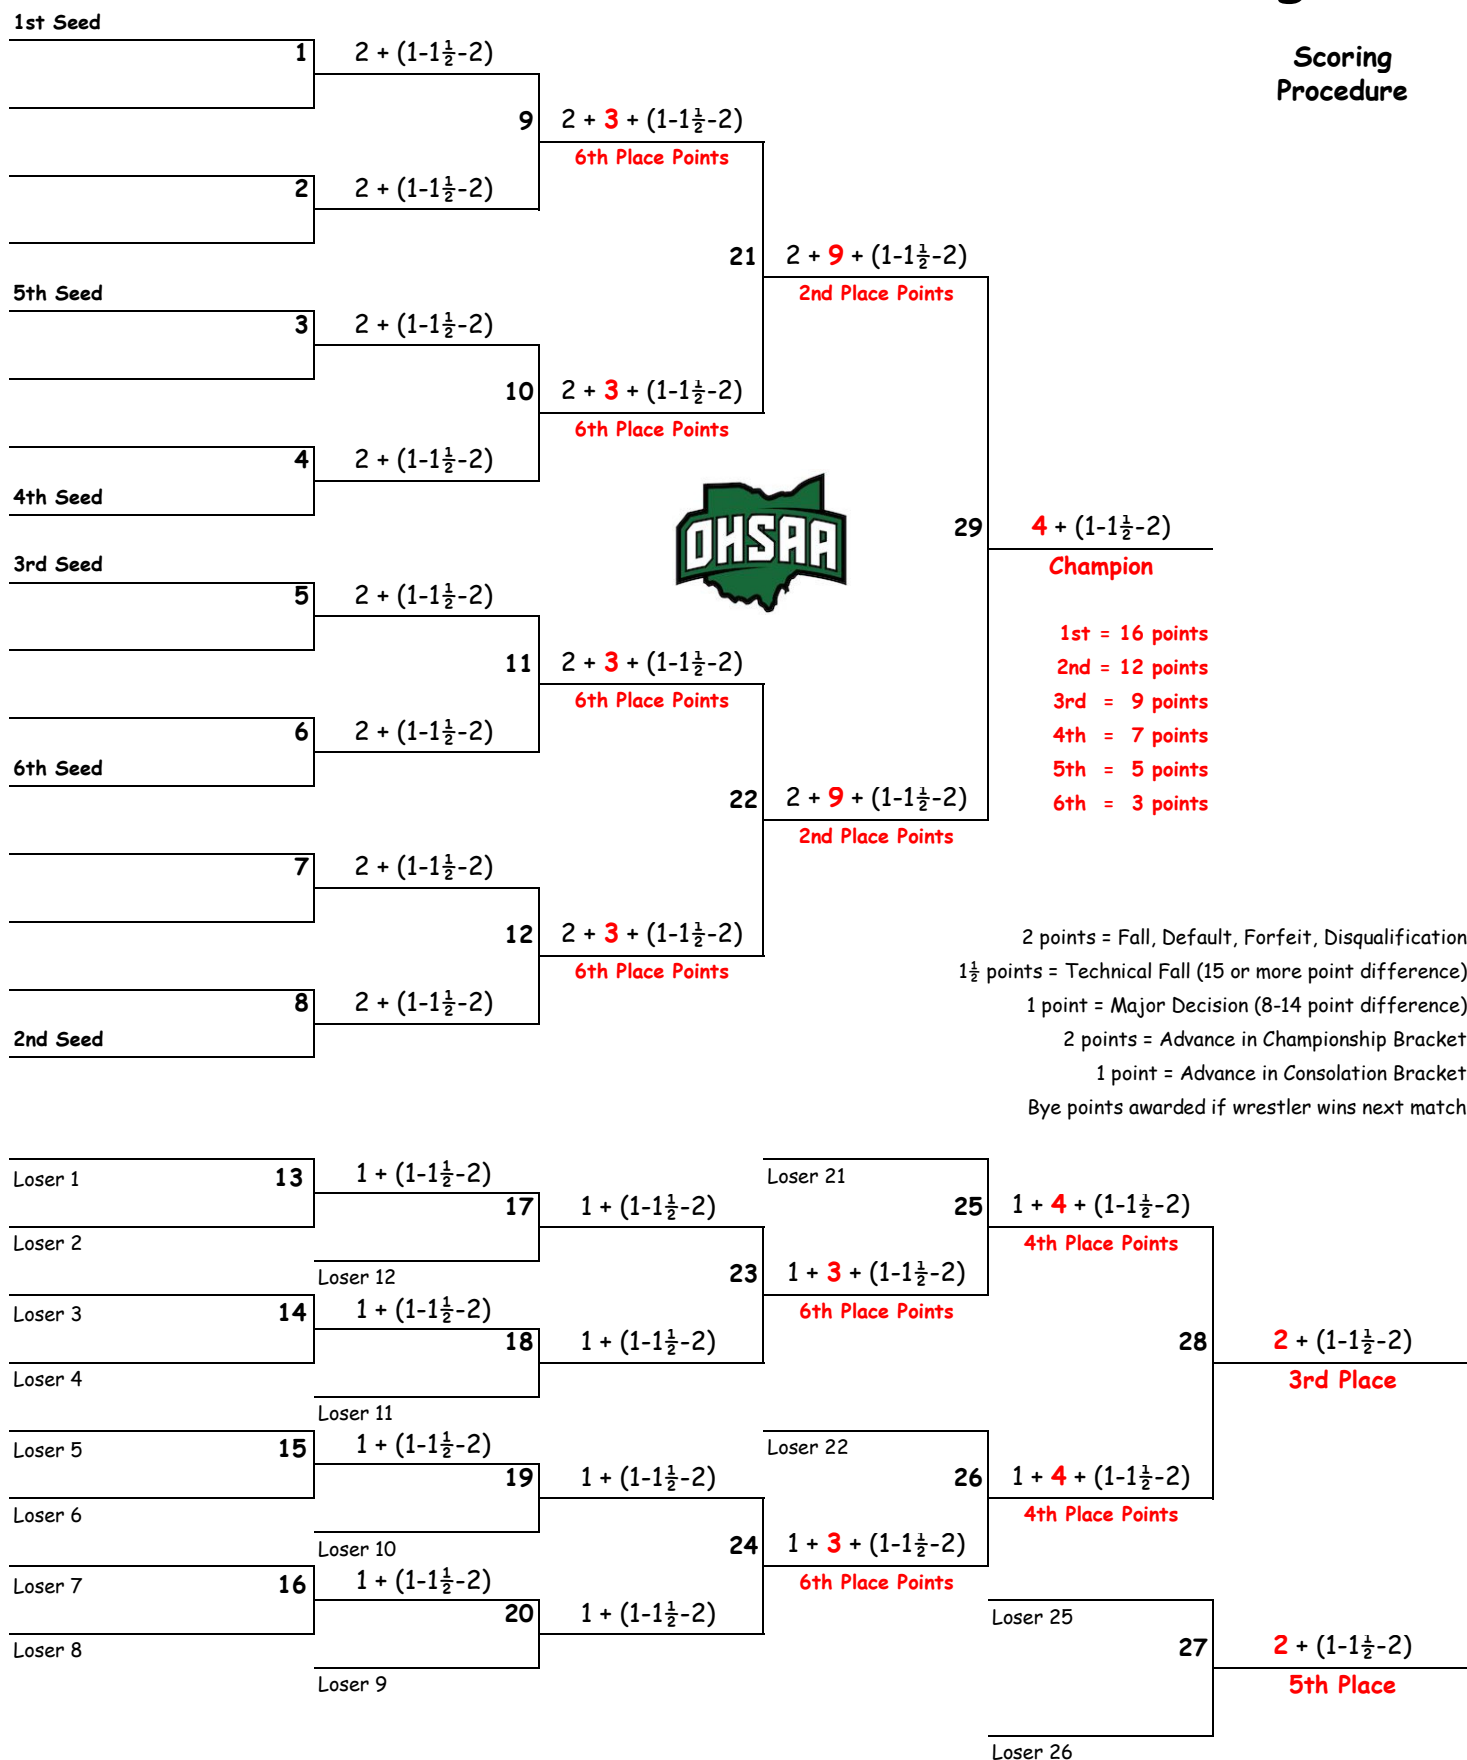 1st Seed
1
2 + (1-1½-2)
Scoring
Procedure
9
2 + 3 + (1-1½-2)
6th Place Points
2
2 + (1-1½-2)
21
2 + 9 + (1-1½-2)
2nd Place Points
5th Seed
3
2 + (1-1½-2)
10
2 + 3 + (1-1½-2)
6th Place Points
4
2 + (1-1½-2)
4th Seed
OHSAA
29
4 + (1-1½-2)
Champion
3rd Seed
5
2 + (1-1½-2)
1st = 16 points
2nd = 12 points
3rd = 9 points
4th = 7 points
5th = 5 points
6th = 3 points
11
2 + 3 + (1-1½-2)
6th Place Points
6
2 + (1-1½-2)
6th Seed
22
2 + 9 + (1-1½-2)
2nd Place Points
7
2 + (1-1½-2)
12
2 + 3 + (1-1½-2)
6th Place Points
8
2 + (1-1½-2)
2nd Seed
2 points = Fall, Default, Forfeit, Disqualification
1½ points = Technical Fall (15 or more point difference)
1 point = Major Decision (8-14 point difference)
2 points = Advance in Championship Bracket
1 point = Advance in Consolation Bracket
Bye points awarded if wrestler wins next match
Loser 1
13
1 + (1-1½-2)
Loser 2
17
1 + (1-1½-2)
Loser 12
Loser 21
25
1 + 4 + (1-1½-2)
4th Place Points
23
1 + 3 + (1-1½-2)
6th Place Points
Loser 3
14
1 + (1-1½-2)
Loser 4
18
1 + (1-1½-2)
Loser 11
28
2 + (1-1½-2)
3rd Place
Loser 5
15
1 + (1-1½-2)
Loser 6
19
1 + (1-1½-2)
Loser 10
Loser 22
26
1 + 4 + (1-1½-2)
4th Place Points
24
1 + 3 + (1-1½-2)
6th Place Points
Loser 7
16
1 + (1-1½-2)
Loser 8
20
1 + (1-1½-2)
Loser 9
Loser 25
27
2 + (1-1½-2)
5th Place
Loser 26